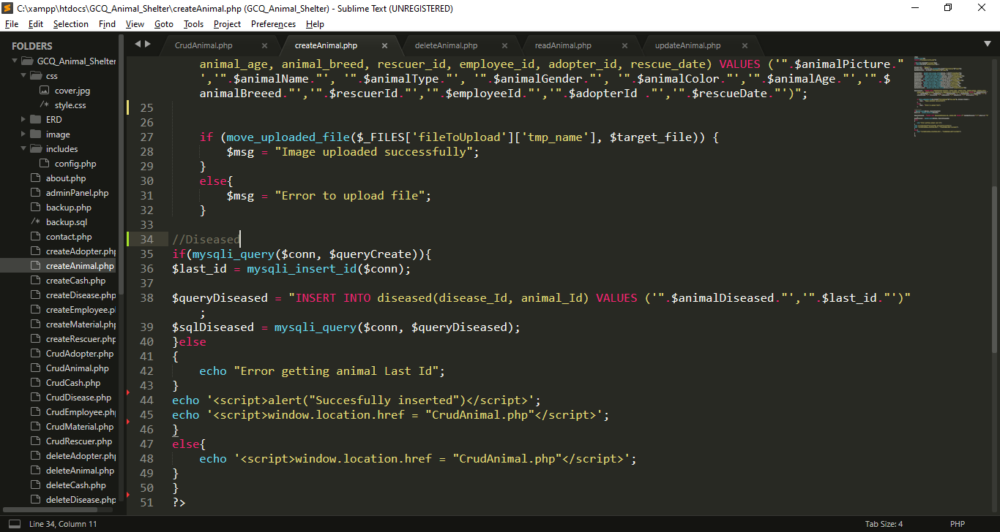 C:\xampp\htdocs\GCQ_Animal_Shelter\createAnimal.php (GCQ_Animal_Shelter) - Sublime Text (UNREGISTERED)
File Edit Selection Find View Goto Tools Project Preferences Help
FOLDERS
GCQ_Animal_Shelter
css
cover.jpg
/* style.css
ERD
image
includes
config.php
about.php
adminPanel.php
backup.php
/* backup.sql
contact.php
createAdopter.php
createAnimal.php
createCash.php
createDisease.php
createEmployee.p
createMaterial.php
createRescuer.php
CrudAdopter.php
CrudAnimal.php
CrudCash.php
CrudDisease.php
CrudEmployee.php
CrudMaterial.php
CrudRescuer.php
deleteAdopter.php
deleteAnimal.php
deleteCash.php
deleteDisease.php
CrudAnimal.php × createAnimal.php × deleteAnimal.php × readAnimal.php × updateAnimal.php ×
animal_age, animal_breed, rescuer_id, employee_id, adopter_id, rescue_date) VALUES ('".$animalPicture."
','".$animalName."', '".$animalType."', '".$animalGender."', '".$animalColor."','".$animalAge."','".$
animalBreeed."','".$rescuerId."','".$employeeId."','".$adopterId ."','".$rescueDate."')";
25
26
27 if (move_uploaded_file($_FILES['fileToUpload']['tmp_name'], $target_file)) {
28 $msg = "Image uploaded successfully";
29 }
30 else{
31 $msg = "Error to upload file";
32 }
33
34 //Diseased
35 if(mysqli_query($conn, $queryCreate)){
36 $last_id = mysqli_insert_id($conn);
37
38 $queryDiseased = "INSERT INTO diseased(disease_Id, animal_Id) VALUES ('".$animalDiseased."','".$last_id."')"
;
39 $sqlDiseased = mysqli_query($conn, $queryDiseased);
40 }else
41 {
42 echo "Error getting animal Last Id";
43 }
44 echo '<script>alert("Succesfully inserted")</script>';
45 echo '<script>window.location.href = "CrudAnimal.php"</script>';
46 }
47 else{
48 echo '<script>window.location.href = "CrudAnimal.php"</script>';
49 }
50 }
51 ?>
Line 34, Column 11 Tab Size: 4 PHP